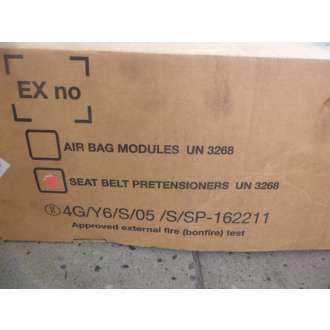 EX no
AIR BAG MODULES UN 3268
SEAT BELT PRETENSIONERS UN 3268
4G/Y6/S/05 /S/SP-162211
Approved external fire (bonfire) test